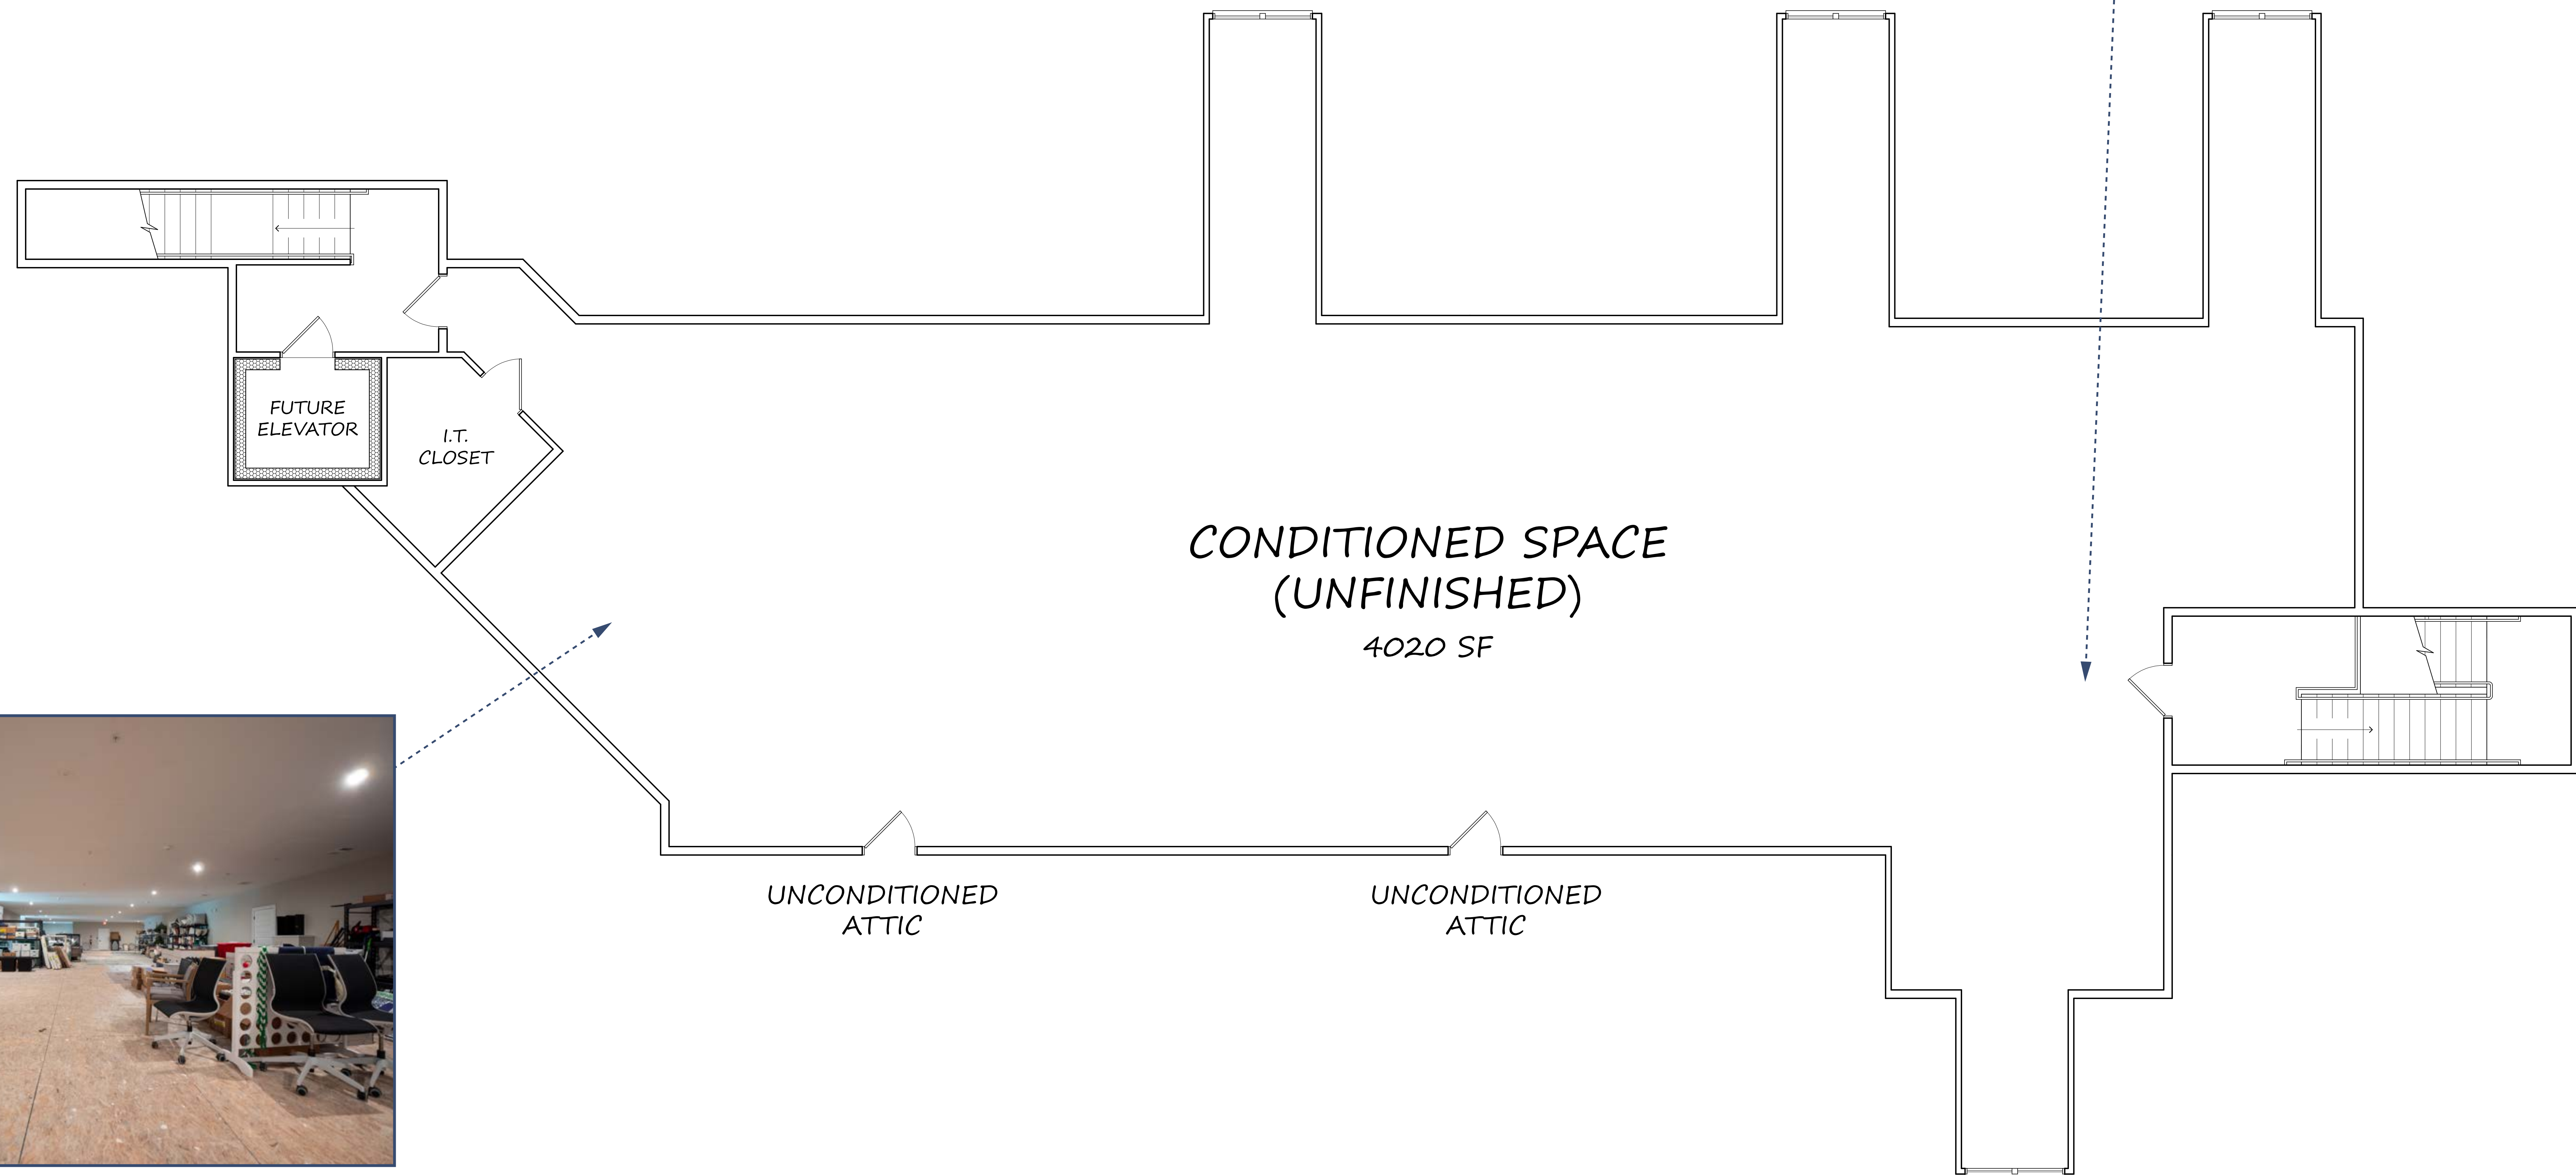 FUTURE
ELEVATOR
I.T.
CLOSET
CONDITIONED SPACE
(UNFINISHED)
4020 SF
UNCONDITIONED
ATTIC
UNCONDITIONED
ATTIC